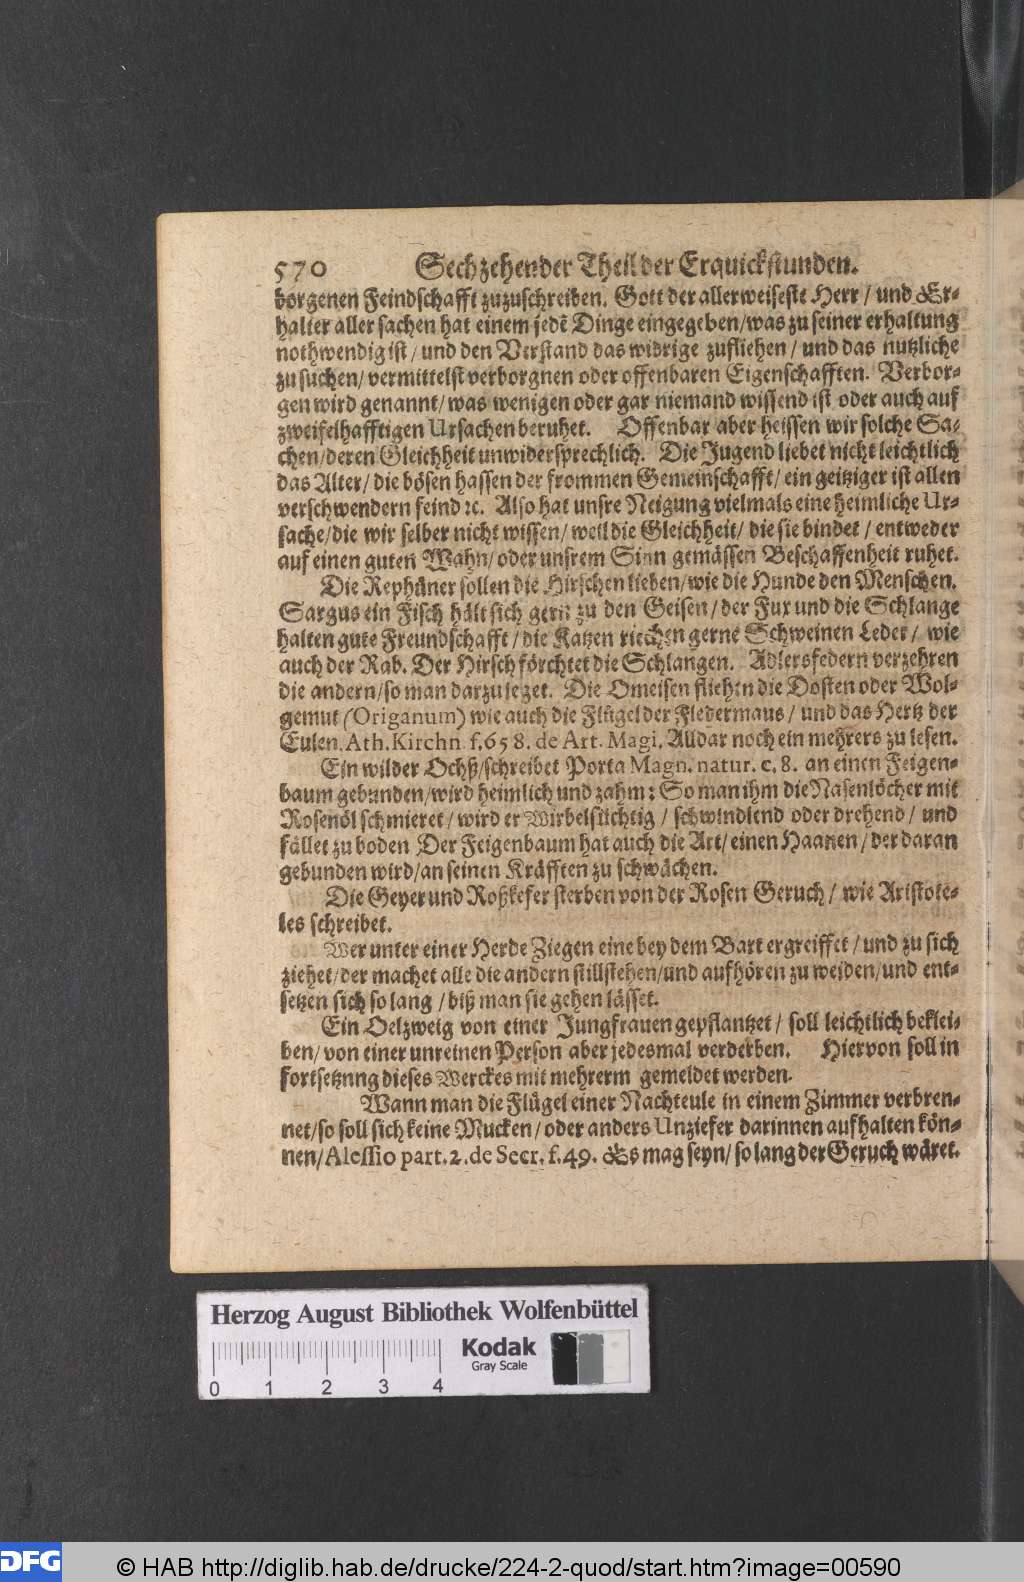 570 Sechzehender Theil der Erquickstunden.
borgenen Feindschafft zuzuschreiben. Gott der allerweiseste Herr / und Er-
halter aller sachen hat einem jedē Dinge eingegeben/was zu seiner erhaltung
nothwendig ist / und den Verstand das widrige zufliehen / und das nutzliche
zu suchen/ vermittelst verborgnen oder offenbaren Eigenschafften. Verbor-
gen wird genannt/ was wenigen oder gar niemand wissend ist oder auch auf
zweifelhafftigen Ursachen beruhet. Offenbar aber heissen wir solche Sa-
chen/deren Gleichheit unwidersprechlich. Die Jugend liebet nicht leichtlich
das Alter/ die bösen hassen der frommen Gemeinschafft/ ein geitziger ist allen
verschwendern feind ꝛc. Also hat unsre Neigung vielmals eine heimliche Ur-
sache/die wir selber nicht wissen/ weil die Gleichheit/ die sie bindet / entweder
auf einen guten Wahn/ oder unsrem Sinn gemässen Beschaffenheit ruhet.
Die Rephüner sollen die Hirschen lieben/wie die Hunde den Menschen.
Sargus ein Fisch hält sich gern zu den Geisen/ der Fux und die Schlange
halten gute Freundschafft / die Katzen riechen gerne Schweinen Leder / wie
auch der Rab. Der Hirsch förchtet die Schlangen. Adlersfedern verzehren
die andern/so man darzu jezet. Die Omeisen fliehen die Dosten oder Wol-
gemut (Origanum) wie auch die Flügel der Fledermaus / und das Hertz der
Eulen. Ath. Kirchn. f. 658. de Art. Magi. Alldar noch ein mehrers zu lesen.
Ein wilder Ochß/schreibet Porta Magn. natur. c. 8. an einen Feigen-
baum gebunden/wird heimlich und zahm: So man ihm die Nasenlöcher mit
Rosenöl schmieret/ wird er Wirbelsüchtig / schwindlend oder drehend / und
fället zu boden Der Feigenbaum hat auch die Art/ einen Haanen / der daran
gebunden wird/an seinen Kräfften zu schwächen.
Die Geyer und Roßkefer sterben von der Rosen Geruch / wie Aristote-
les schreibet.
Wer unter einer Herde Ziegen eine bey dem Bart ergreiffet / und zu sich
ziehet/der machet alle die andern stillstehen/und aufhören zu weiden/und ent-
setzen sich so lang / biß man sie gehen lässet.
Ein Oelzweig von einer Jungfrauen gepflantzet / soll leichtlich beklei-
ben/ von einer unreinen Person aber jedesmal verderben. Hiervon soll in
fortsetznng dieses Werckes mit mehrerm gemeldet werden.
Wann man die Flügel einer Nachteule in einem Zimmer verbren-
net/so soll sich keine Mucken/ oder anders Unziefer darinnen aufhalten kön-
nen/ Alessio part. 2. de Secr. f. 49. Es mag seyn/ so lang der Geruch wäret.
Herzog August Bibliothek Wolfenbüttel
Kodak
Gray Scale
0 1 2 3 4
DFG © HAB http://diglib.hab.de/drucke/224-2-quod/start.htm?image=00590